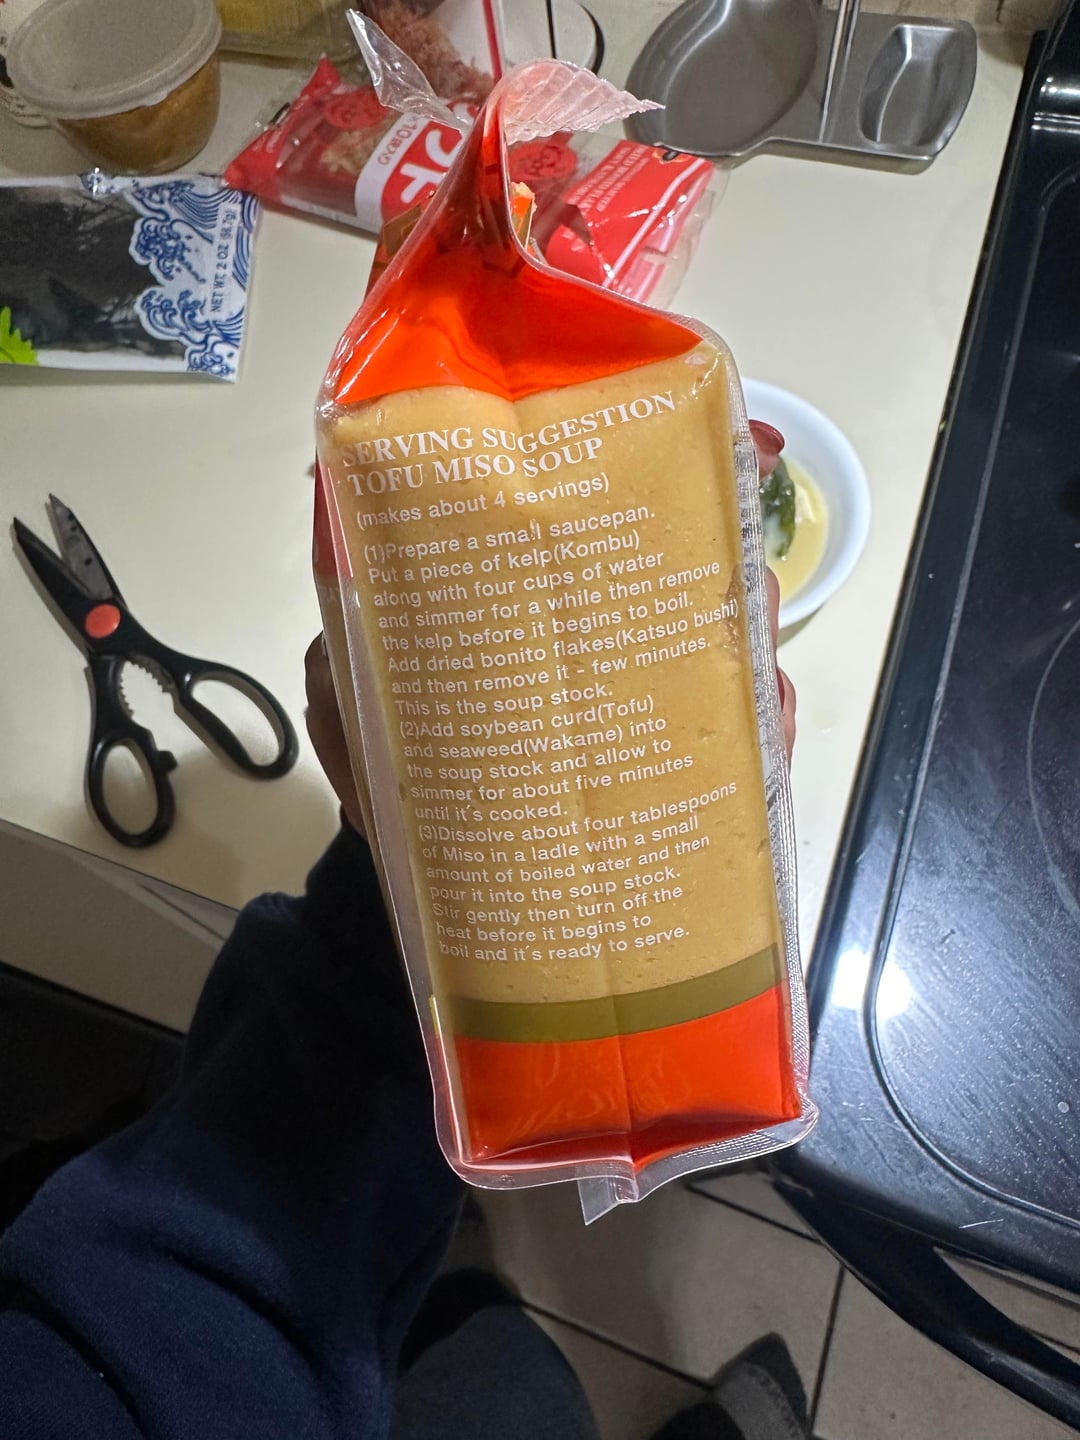 NET WT. 2 OZ (56.7g)
SERVING SUGGESTION
TOFU MISO SOUP
(makes about 4 servings)
(1)Prepare a small saucepan.
Put a piece of kelp(Kombu)
along with four cups of water
and simmer for a while then remove
the kelp before it begins to boil.
Add dried bonito flakes(Katsuo bushi)
and then remove it - few minutes.
This is the soup stock.
(2)Add soybean curd(Tofu)
and seaweed(Wakame) into
the soup stock and allow to
simmer for about five minutes
until it´s cooked.
(3)Dissolve about four tablespoons
of Miso in a ladle with a small
amount of boiled water and then
pour it into the soup stock.
Stir gently then turn off the
heat before it begins to
boil and it´s ready to serve.